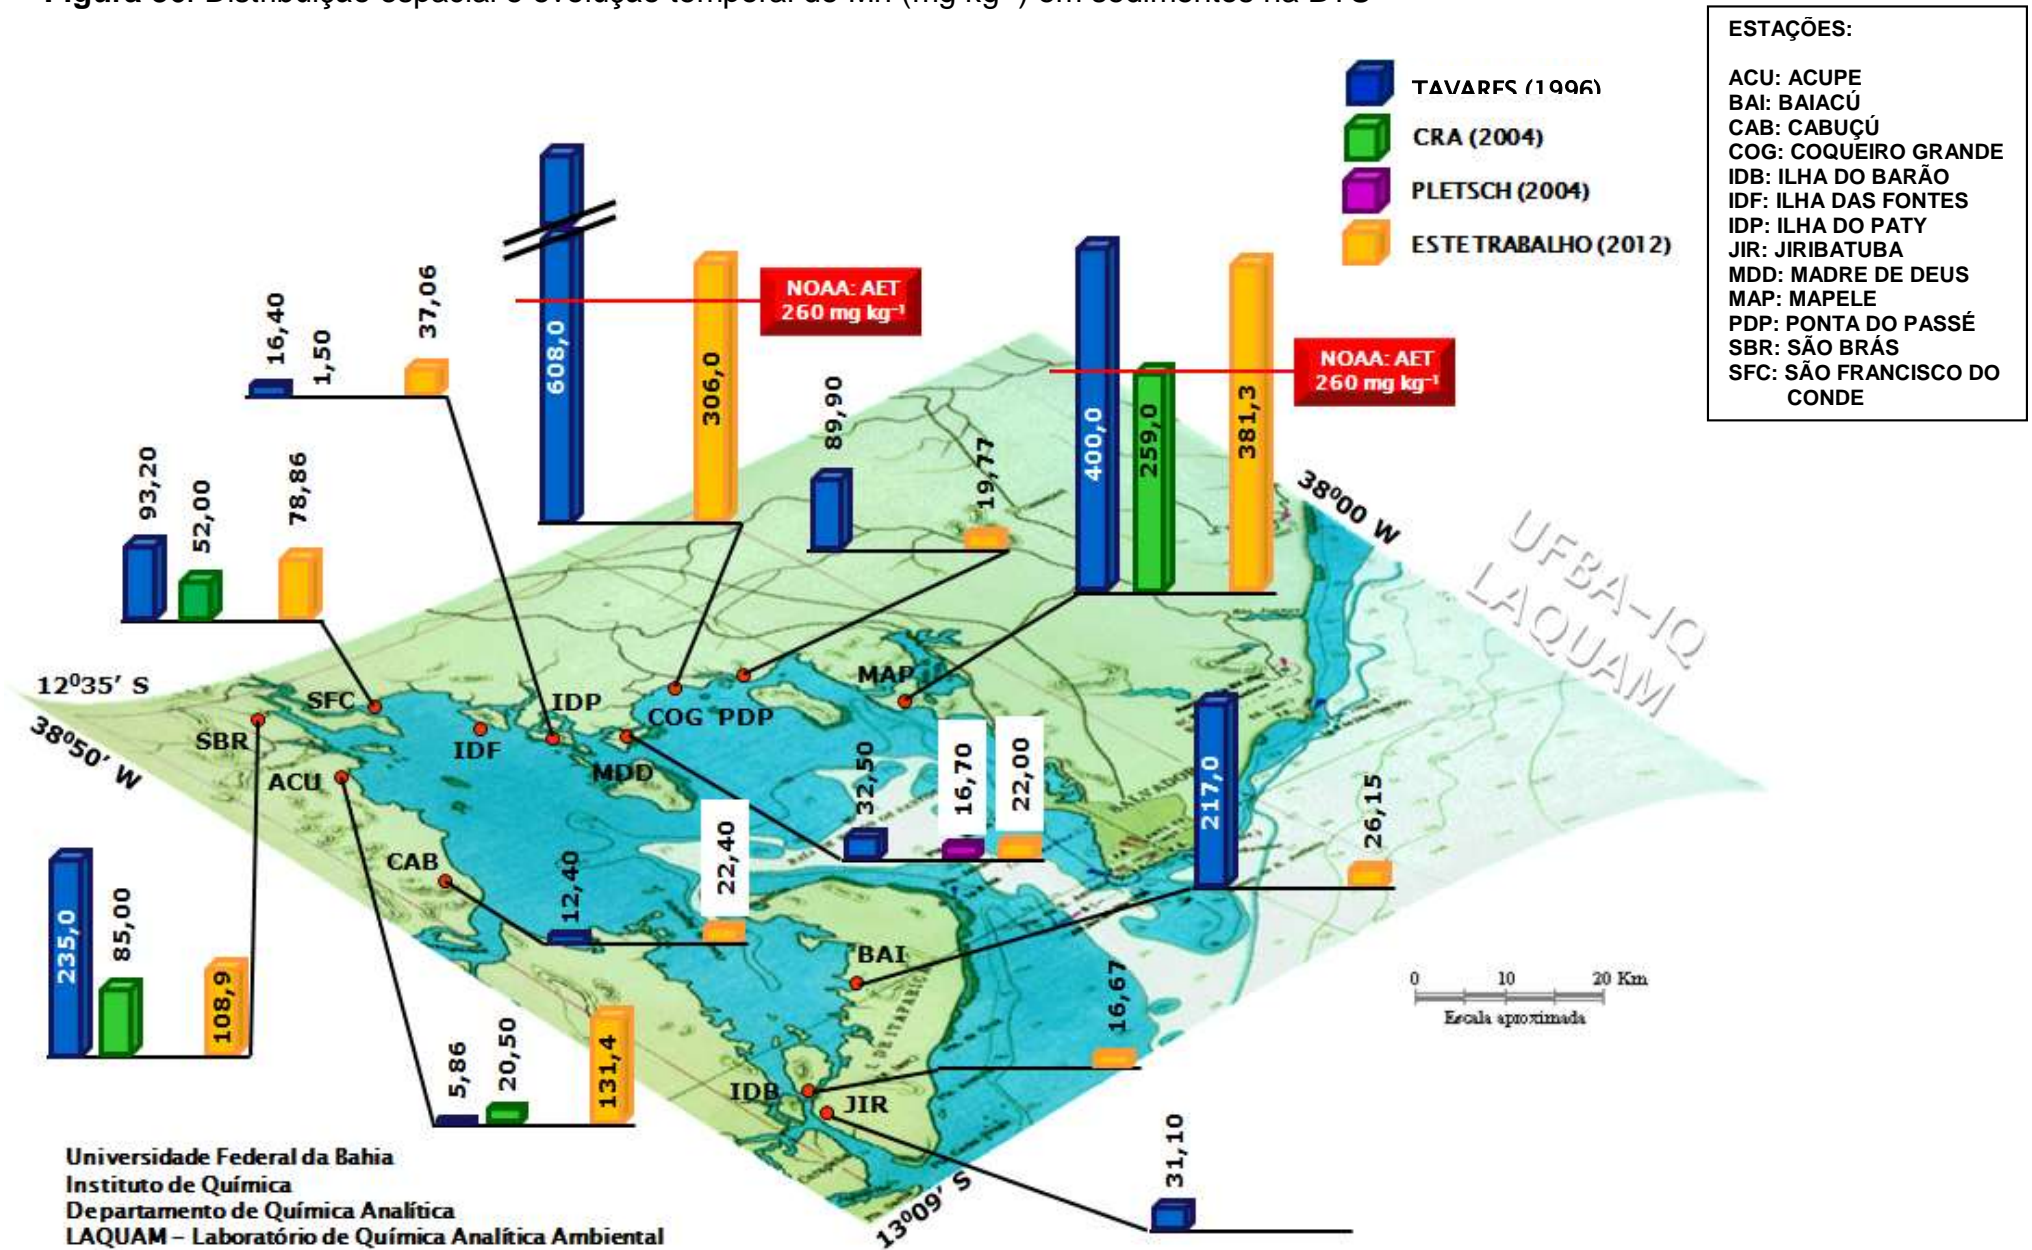 ESTAÇÕES:
ACU: ACUPE
BAI: BAIACÚ
CAB: CABUÇÚ
COG: COQUEIRO GRANDE
IDB: ILHA DO BARÃO
IDF: ILHA DAS FONTES
IDP: ILHA DO PATY
JIR: JIRIBATUBA
MDD: MADRE DE DEUS
MAP: MAPELE
PDP: PONTA DO PASSÉ
SBR: SÃO BRÁS
SFC: SÃO FRANCISCO DO
CONDE
TAVARES (1996)
CRA (2004)
PLETSCH (2004)
ESTE TRABALHO (2012)
NOAA: AET
260 mg kg⁻¹
NOAA: AET
260 mg kg⁻¹
16,40
1,50
37,06
608,0
306,0
89,90
19,77
400,0
259,0
381,3
93,20
52,00
78,86
38⁰00 W
UFBA-IQ
LAQUAM
12⁰35' S
38⁰50' W
SFC
SBR
ACU
IDF
IDP
COG PDP
MAP
MDD
CAB
SALVADOR
32,50
16,70
22,00
217,0
26,15
12,40
22,40
235,0
85,00
108,9
BAI
I. DE ITAPARICA
16,67
5,86
20,50
131,4
IDB
JIR
31,10
13⁰09' S
0 10 20 Km
Escala aproximada
Universidade Federal da Bahia
Instituto de Química
Departamento de Química Analítica
LAQUAM – Laboratório de Química Analítica Ambiental